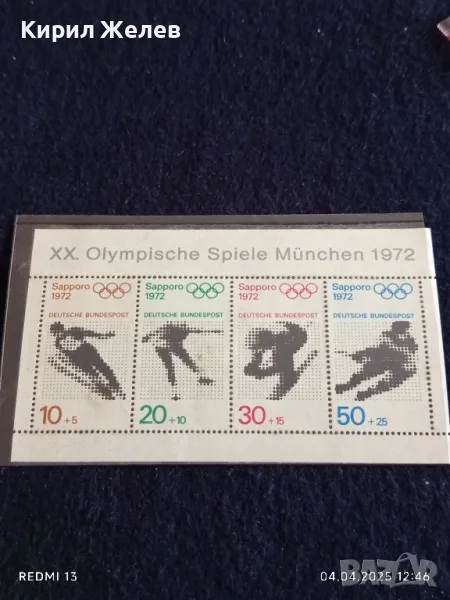 Кирил Желев
XX. Olympische Spiele München 1972
Sapporo 1972
DEUTSCHE BUNDESPOST
10 + 5
Sapporo 1972
DEUTSCHE BUNDESPOST
20 + 10
Sapporo 1972
DEUTSCHE BUNDESPOST
30 + 15
Sapporo 1972
DEUTSCHE BUNDESPOST
50 + 25
REDMI 13
04.04.2025 12:46
BAZAR